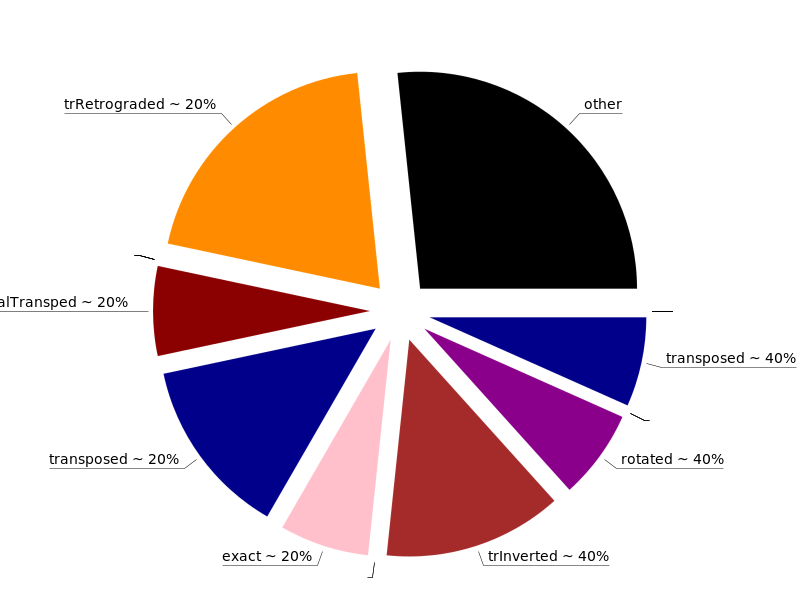 trRetrograded ~ 20%
other
alTransped ~ 20%
transposed ~ 40%
transposed ~ 20%
rotated ~ 40%
exact ~ 20%
trInverted ~ 40%